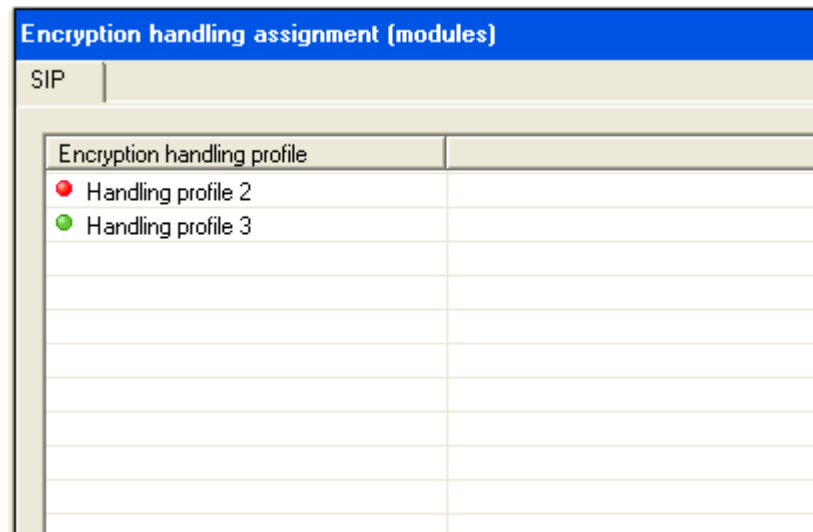 Encryption handling assignment (modules)
SIP
Encryption handling profile
Handling profile 2
Handling profile 3